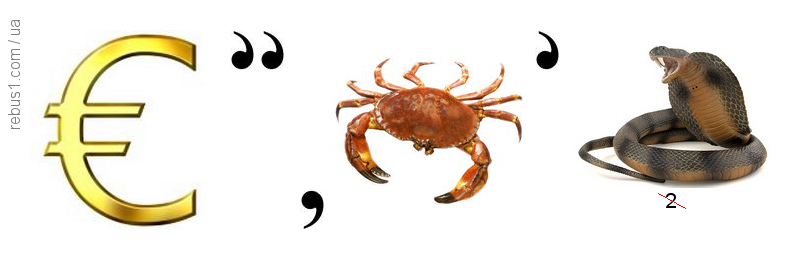 rebus1.com/ua
,, , ,
2